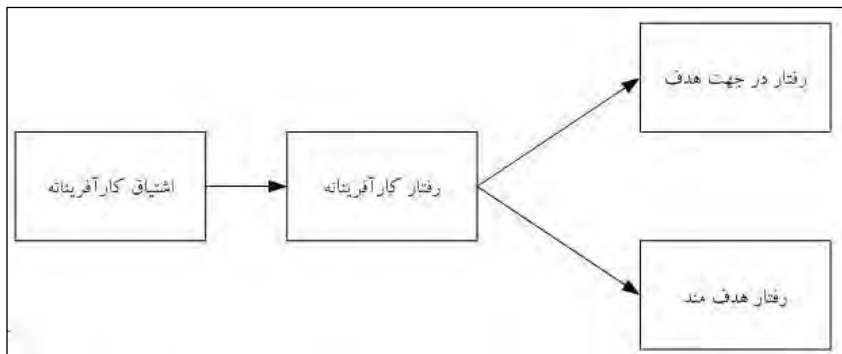 رفتار در جهت هدف
اشتیاق کارآفرینانه
رفتار کارآفرینانه
رفتار هدف مند